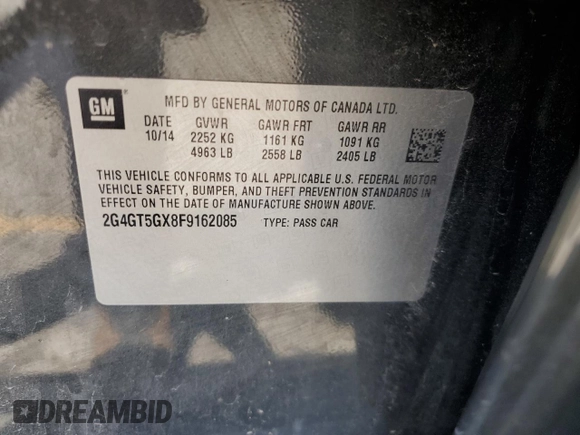 GM
MFD BY GENERAL MOTORS OF CANADA LTD.
DATE GVWR GAWR FRT GAWR RR
10/14 2252 KG 1161 KG 1091 KG
4963 LB 2558 LB 2405 LB
THIS VEHICLE CONFORMS TO ALL APPLICABLE U.S. FEDERAL MOTOR
VEHICLE SAFETY, BUMPER, AND THEFT PREVENTION STANDARDS IN
EFFECT ON THE DATE OF MANUFACTURE SHOWN ABOVE.
2G4GT5GX8F9162085 TYPE: PASS CAR
DREAMBID